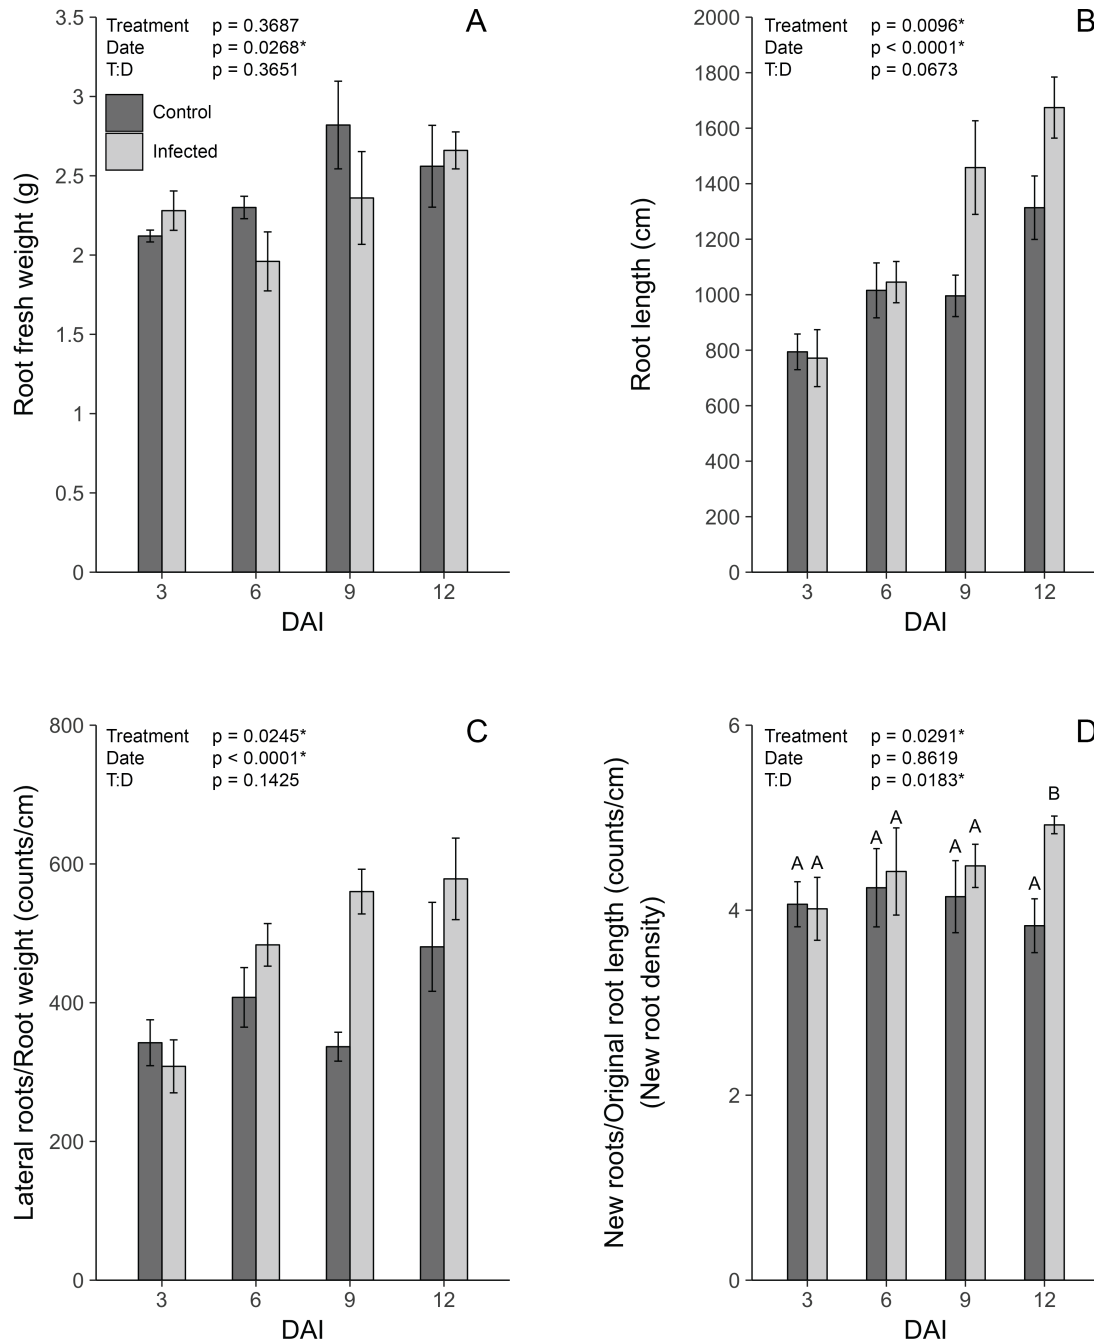 A
Treatment p = 0.3687
Date p = 0.0268*
T:D p = 0.3651
Control
Infected
3.5
3
2.5
2
1.5
1
0.5
0
Root fresh weight (g)
3 6 9 12
DAI
B
Treatment p = 0.0096*
Date p < 0.0001*
T:D p = 0.0673
2000
1800
1600
1400
1200
1000
800
600
400
200
0
Root length (cm)
3 6 9 12
DAI
C
Treatment p = 0.0245*
Date p < 0.0001*
T:D p = 0.1425
800
600
400
200
0
Lateral roots/Root weight (counts/cm)
3 6 9 12
DAI
D
Treatment p = 0.0291*
Date p = 0.8619
T:D p = 0.0183*
6
4
2
0
New roots/Original root length (counts/cm)
(New root density)
A A A A A A A B
3 6 9 12
DAI